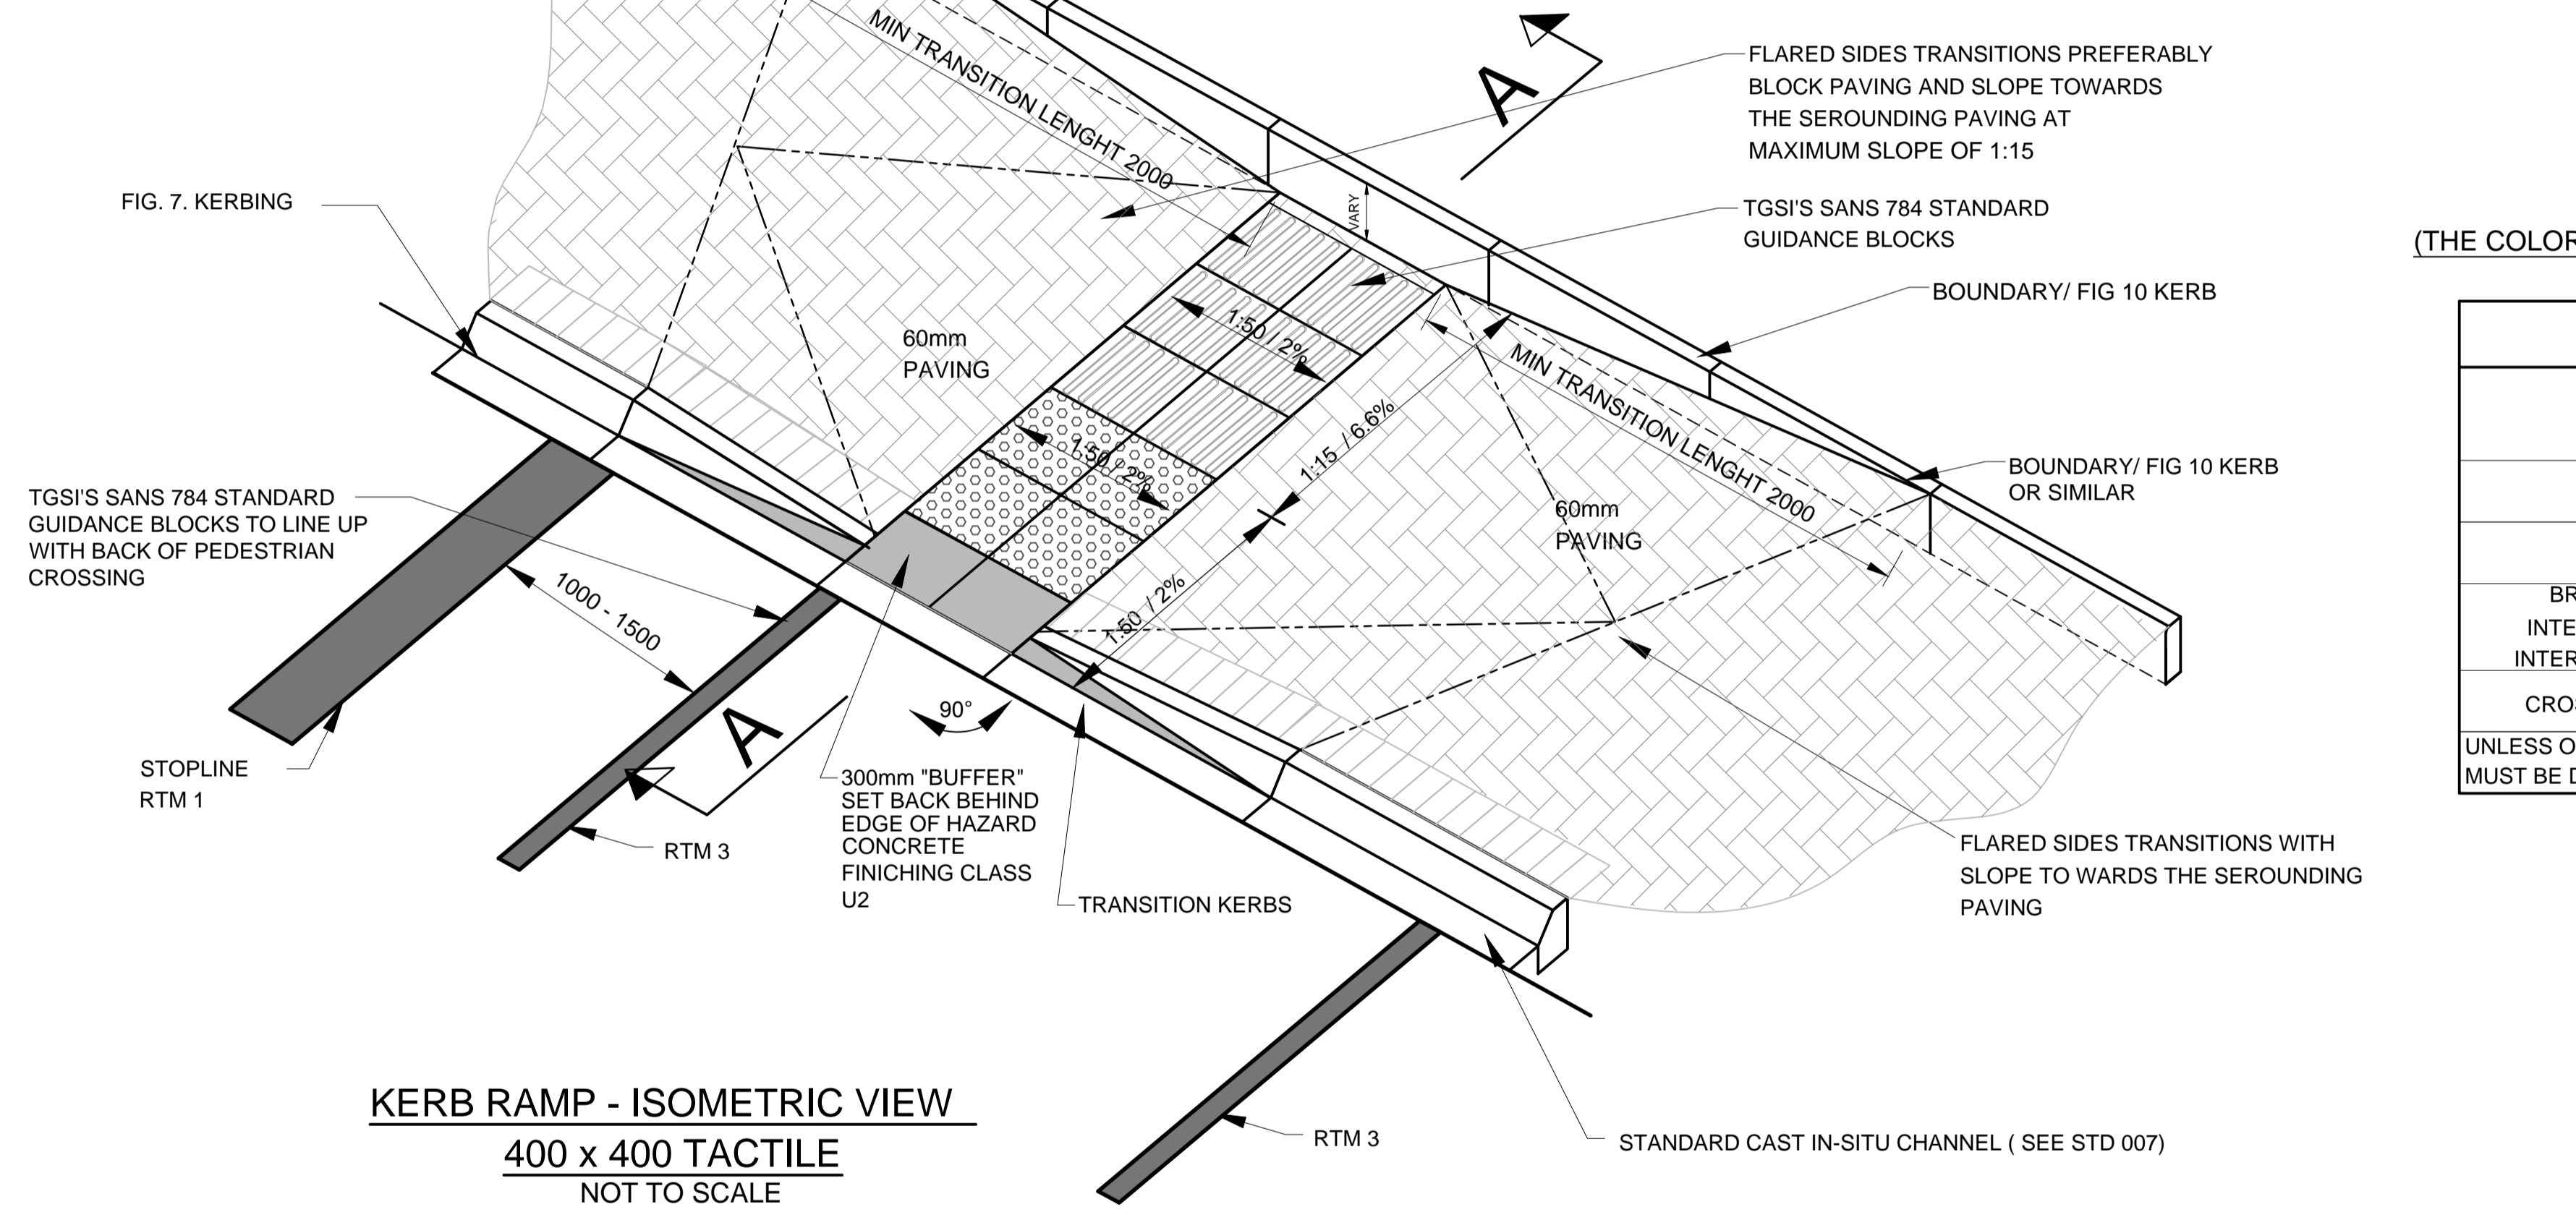 MIN TRANSITION LENGHT 2000
A
FLARED SIDES TRANSITIONS PREFERABLY
BLOCK PAVING AND SLOPE TOWARDS
THE SEROUNDING PAVING AT
MAXIMUM SLOPE OF 1:15
FIG. 7. KERBING
VARY
TGSI'S SANS 784 STANDARD
GUIDANCE BLOCKS
(THE COLOR
BOUNDARY/ FIG 10 KERB
60mm
PAVING
1:50 / 2%
MIN TRANSITION LENGHT 2000
1:15 / 6.6%
1:50 / 2%
BOUNDARY/ FIG 10 KERB
OR SIMILAR
TGSI'S SANS 784 STANDARD
GUIDANCE BLOCKS TO LINE UP
WITH BACK OF PEDESTRIAN
CROSSING
60mm
PAVING
1000 - 1500
1:50 / 2%
BR
INTE
INTER
CRO
UNLESS O
MUST BE D
90°
A
STOPLINE
RTM 1
RTM 3
300mm "BUFFER"
SET BACK BEHIND
EDGE OF HAZARD
CONCRETE
FINICHING CLASS
U2
TRANSITION KERBS
FLARED SIDES TRANSITIONS WITH
SLOPE TO WARDS THE SEROUNDING
PAVING
KERB RAMP - ISOMETRIC VIEW
400 x 400 TACTILE
NOT TO SCALE
RTM 3
STANDARD CAST IN-SITU CHANNEL ( SEE STD 007)